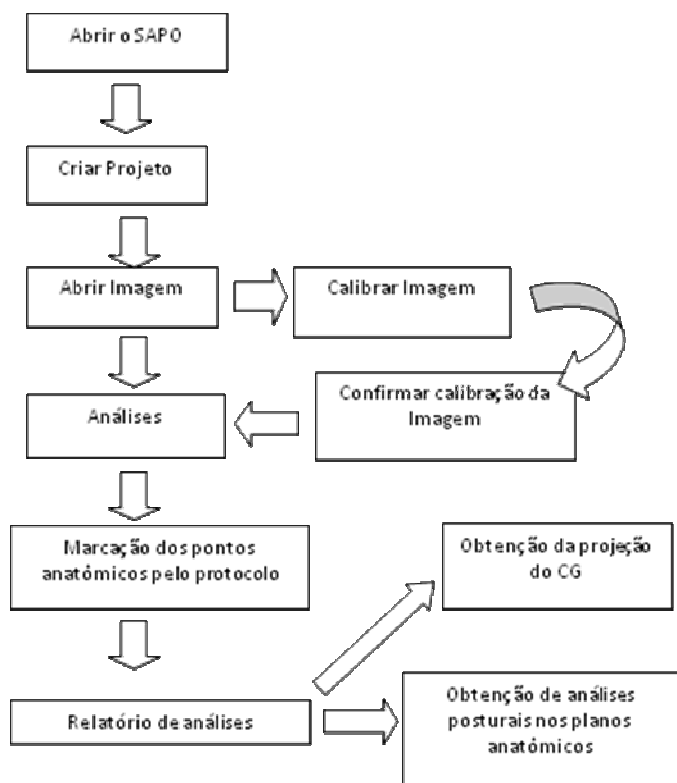 Abrir o SAPO
Criar Projeto
Abrir Imagem
Calibrar Imagem
Confirmar calibração da
Imagem
Análises
Marcação dos pontos
anatômicos pelo protocolo
Obtenção da projeção
do CG
Relatório de análises
Obtenção de análises
posturais nos planos
anatômicos